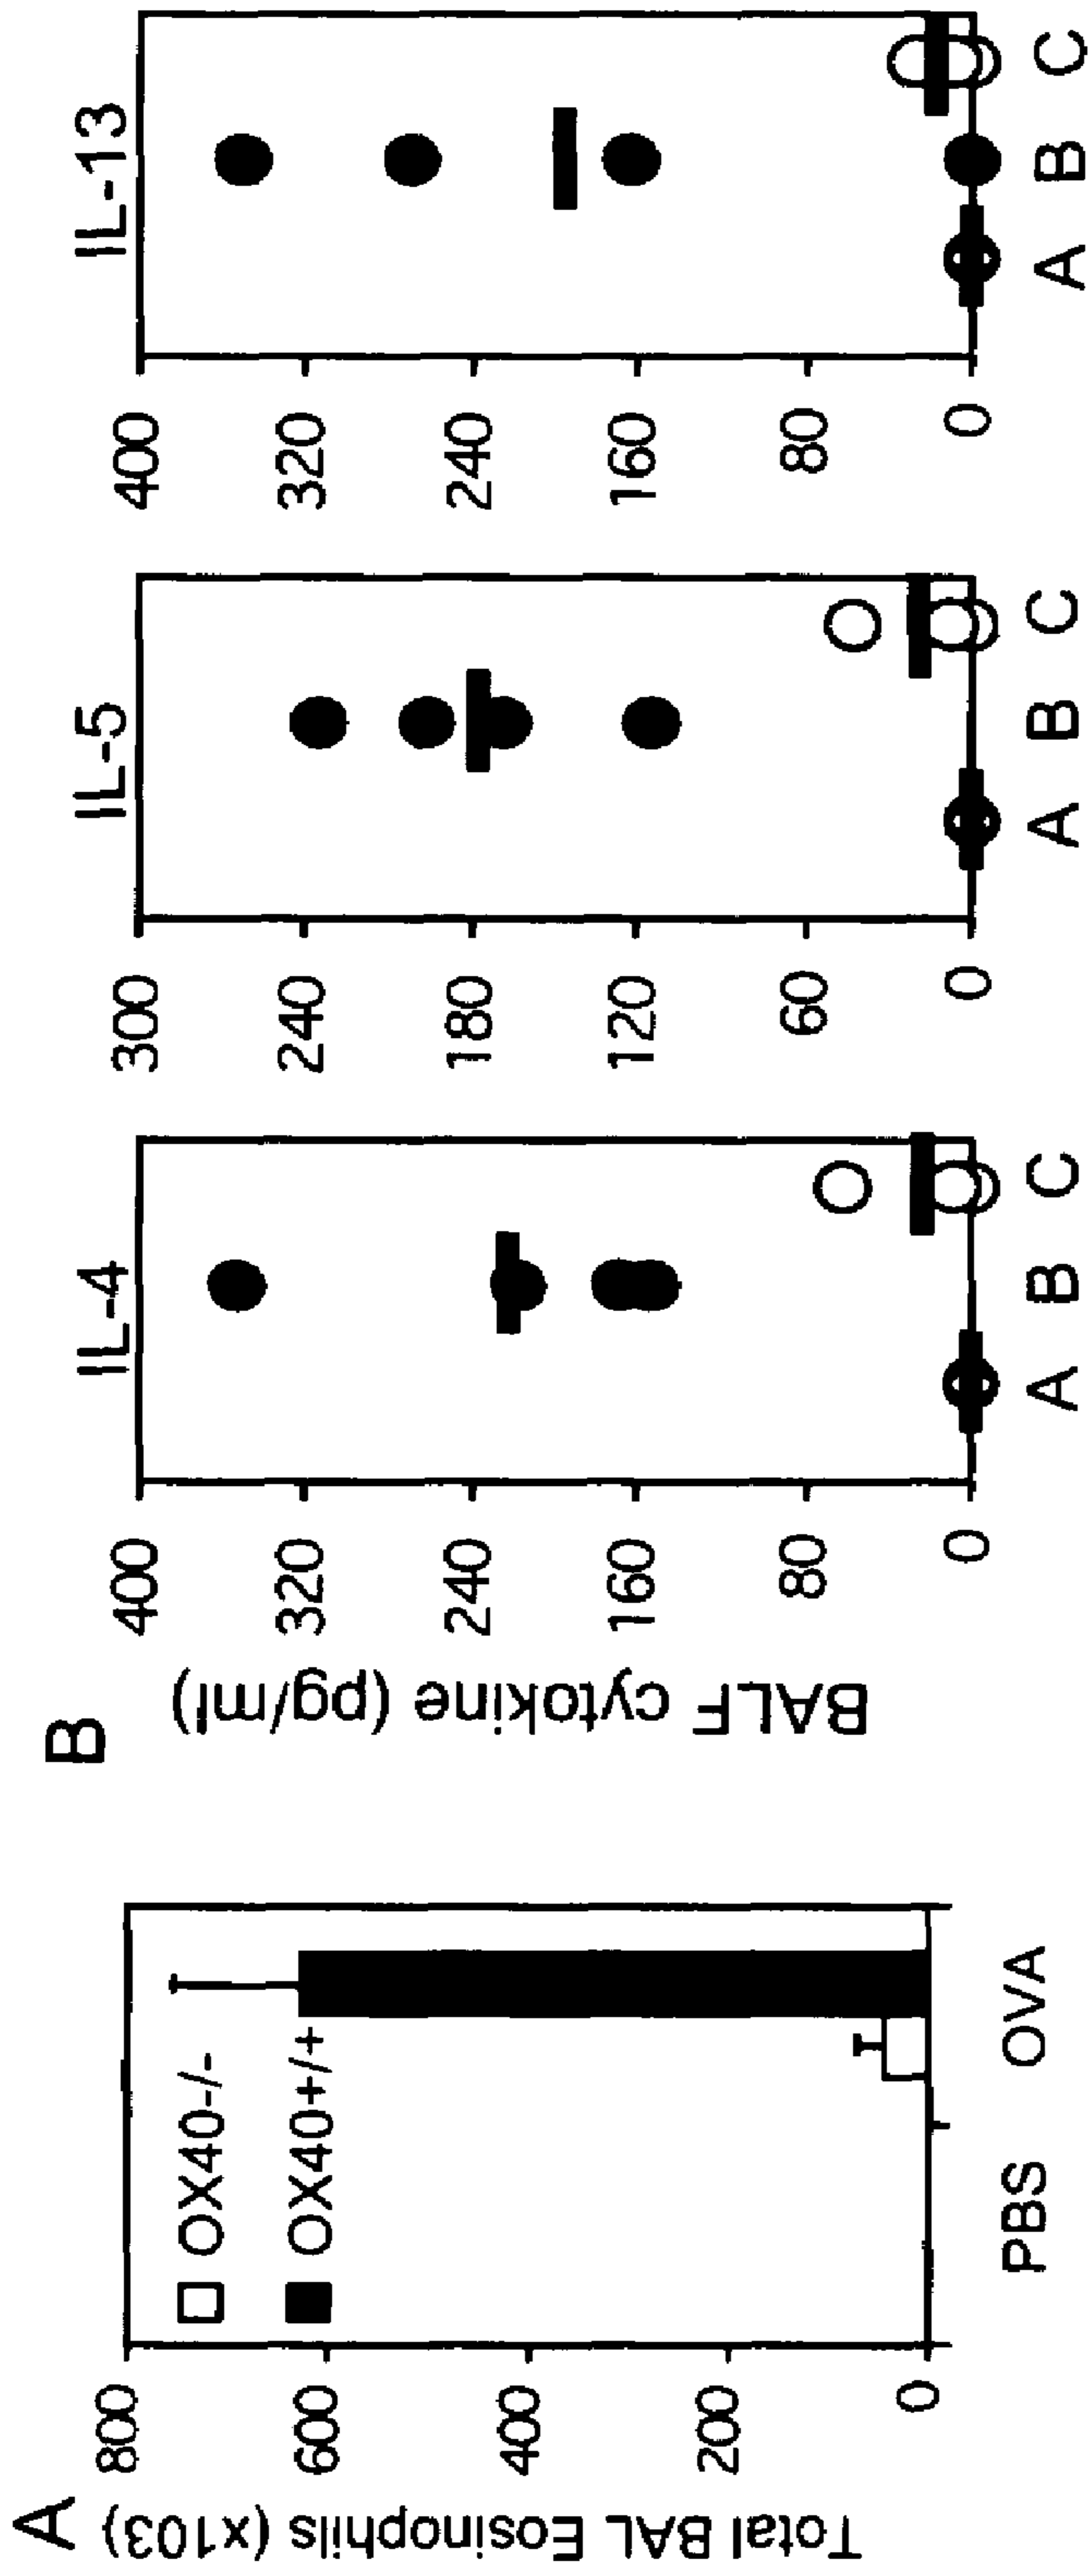 A
Total BAL Eosinophils (x103)
800
600
400
200
0
OX40-/-
OX40+/+
PBS OVA
B
BALF cytokine (pg/ml)
IL-4
400
320
240
160
80
0
A B C
IL-5
300
240
180
120
60
0
A B C
IL-13
400
320
240
160
80
0
A B C